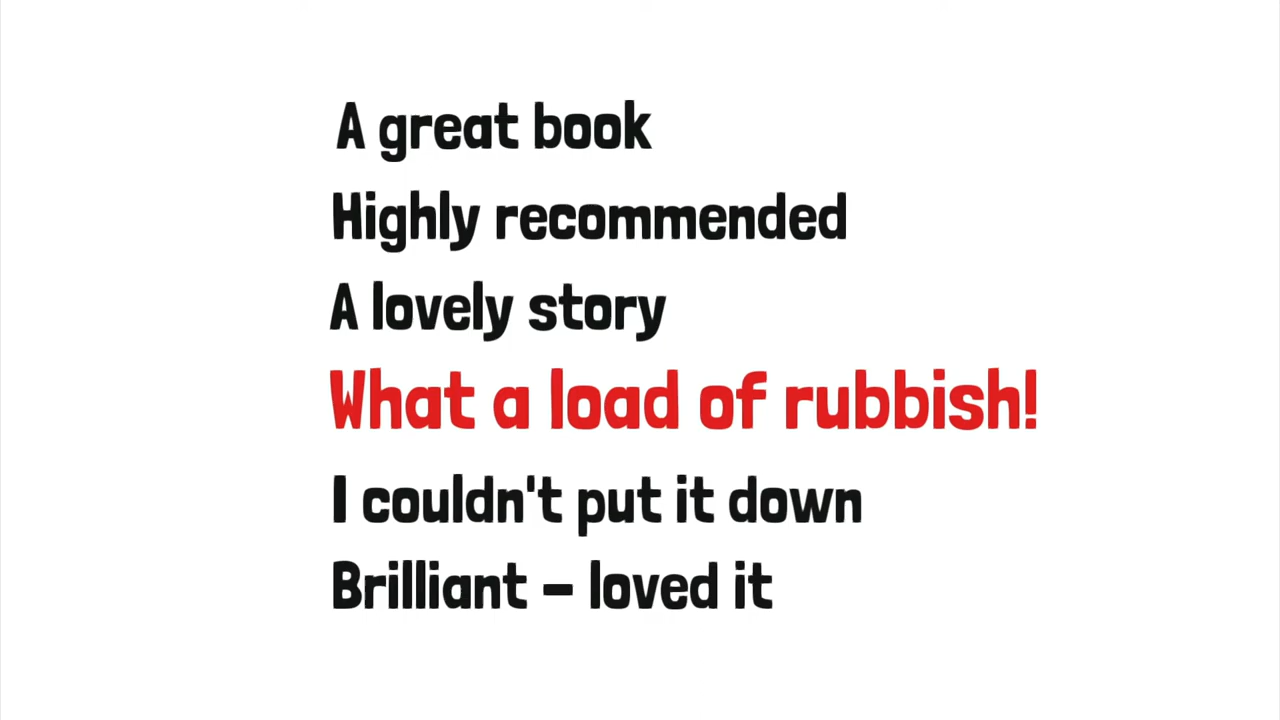 A great book
Highly recommended
A lovely story
What a load of rubbish!
I couldn't put it down
Brilliant – loved it